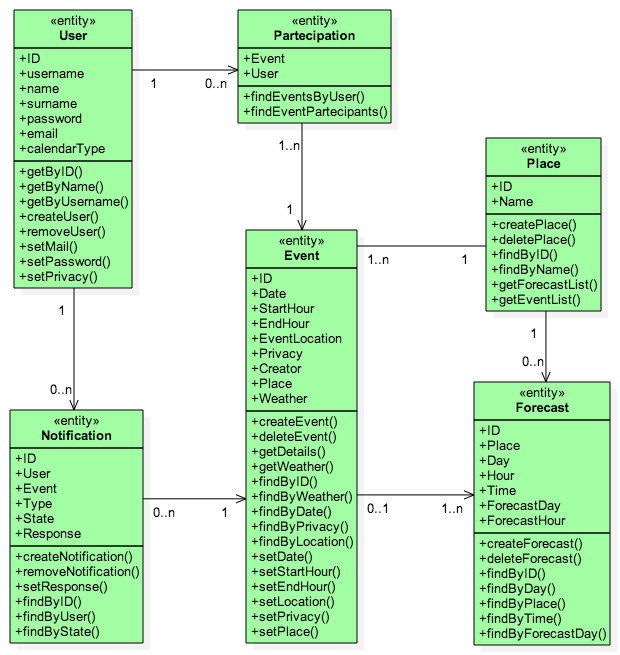 «entity»
User
+ID
+username
+name
+surname
+password
+email
+calendarType
+getByID()
+getByName()
+getByUsername()
+createUser()
+removeUser()
+setMail()
+setPassword()
+setPrivacy()
1
0..n
«entity»
Partecipation
+Event
+User
+findEventsByUser()
+findEventPartecipants()
1..n
1
«entity»
Place
+ID
+Name
+createPlace()
+deletePlace()
+findByID()
+findByName()
+getForecastList()
+getEventList()
1
0..n
«entity»
Event
+ID
+Date
+StartHour
+EndHour
+EventLocation
+Privacy
+Creator
+Place
+Weather
+createEvent()
+deleteEvent()
+getDetails()
+getWeather()
+findByID()
+findByWeather()
+findByDate()
+findByPrivacy()
+findByLocation()
+setDate()
+setStartHour()
+setEndHour()
+setLocation()
+setPrivacy()
+setPlace()
1..n
1
1
0..n
«entity»
Notification
+ID
+User
+Event
+Type
+State
+Response
+createNotification()
+removeNotification()
+setResponse()
+findByID()
+findByUser()
+findByState()
0..n
1
0..1
1..n
«entity»
Forecast
+ID
+Place
+Day
+Hour
+Time
+ForecastDay
+ForecastHour
+createForecast()
+deleteForecast()
+findByID()
+findByDay()
+findByPlace()
+findByTime()
+findByForecastDay()